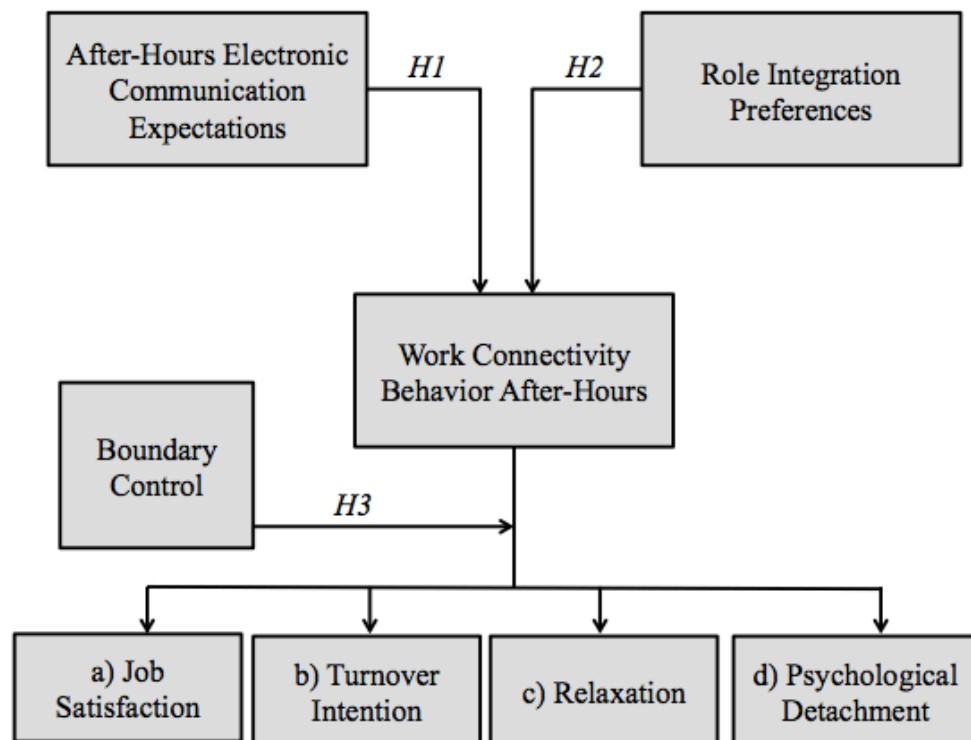 After-Hours Electronic
Communication
Expectations
H1
H2
Role Integration
Preferences
Work Connectivity
Behavior After-Hours
Boundary
Control
H3
a) Job
Satisfaction
b) Turnover
Intention
c) Relaxation
d) Psychological
Detachment